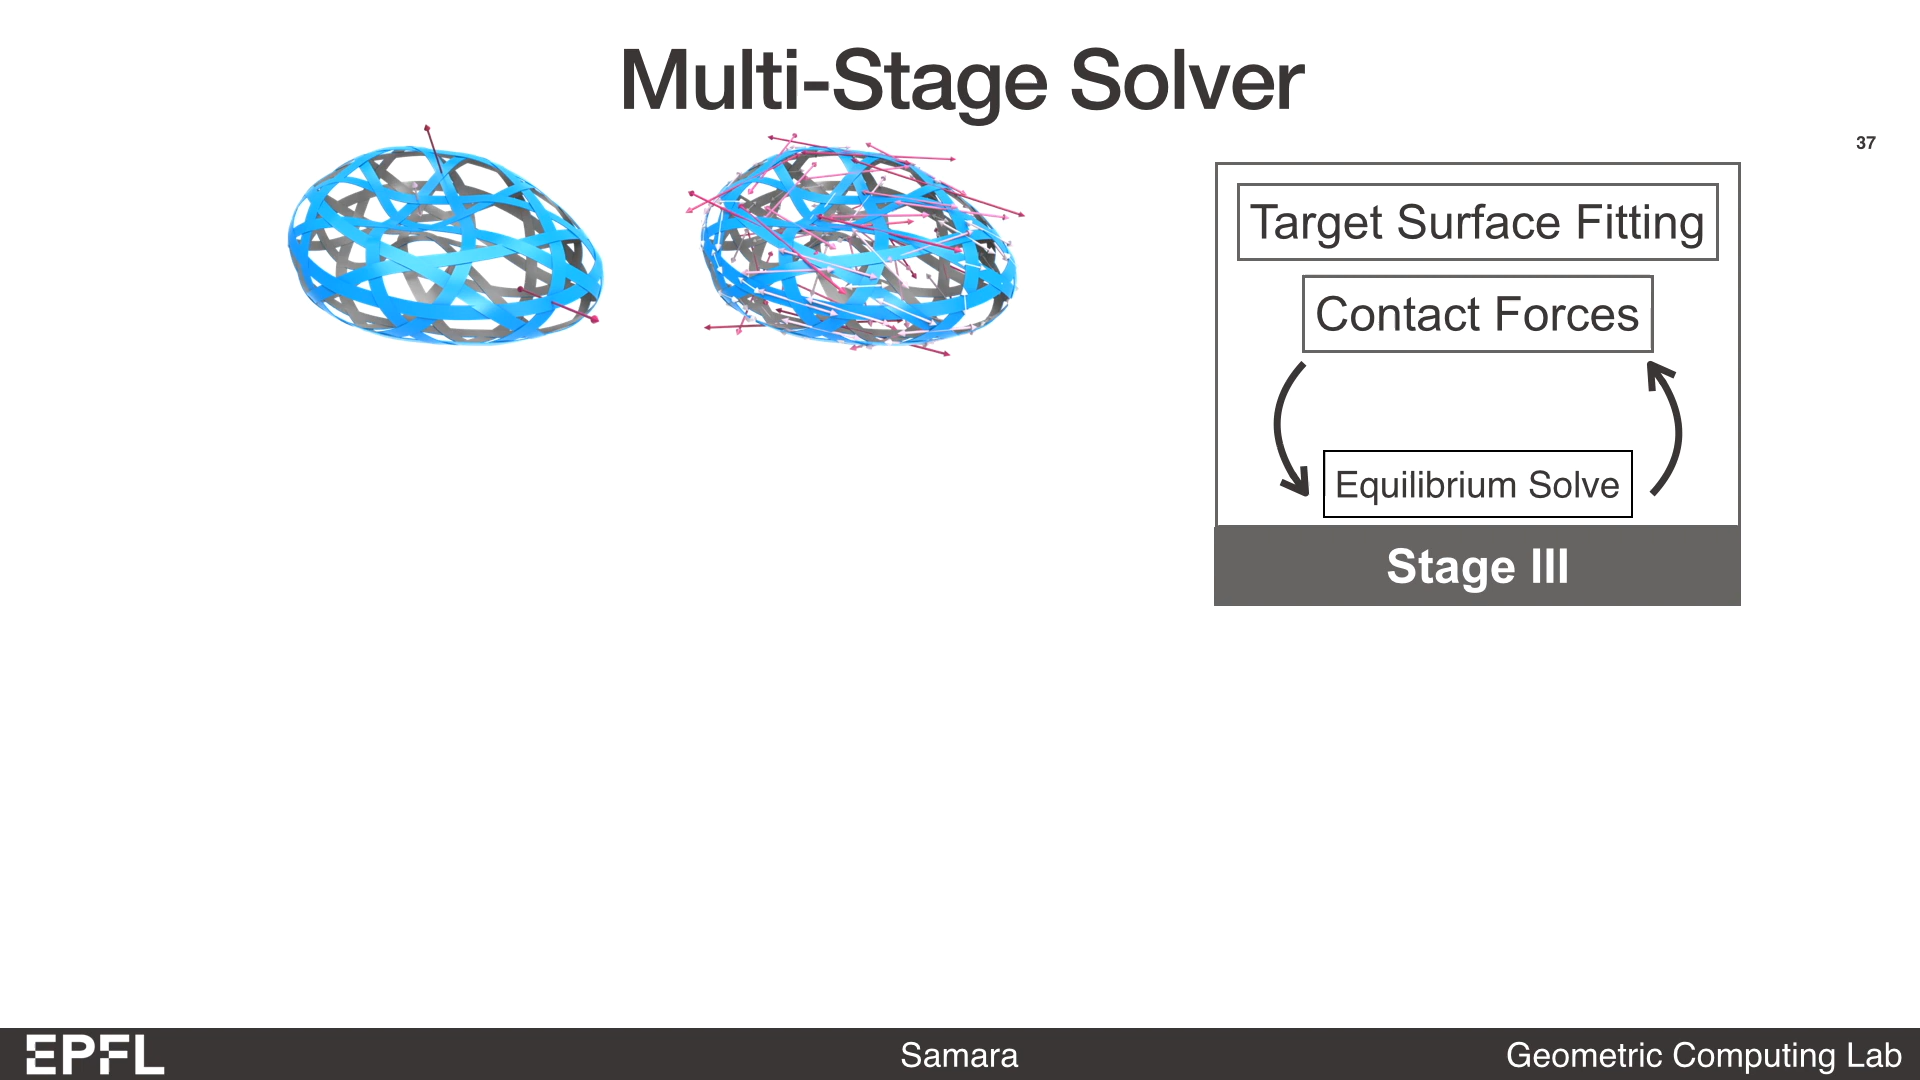 Multi-Stage Solver
37
Target Surface Fitting
Contact Forces
Equilibrium Solve
Stage III
EPFL
Samara
Geometric Computing Lab